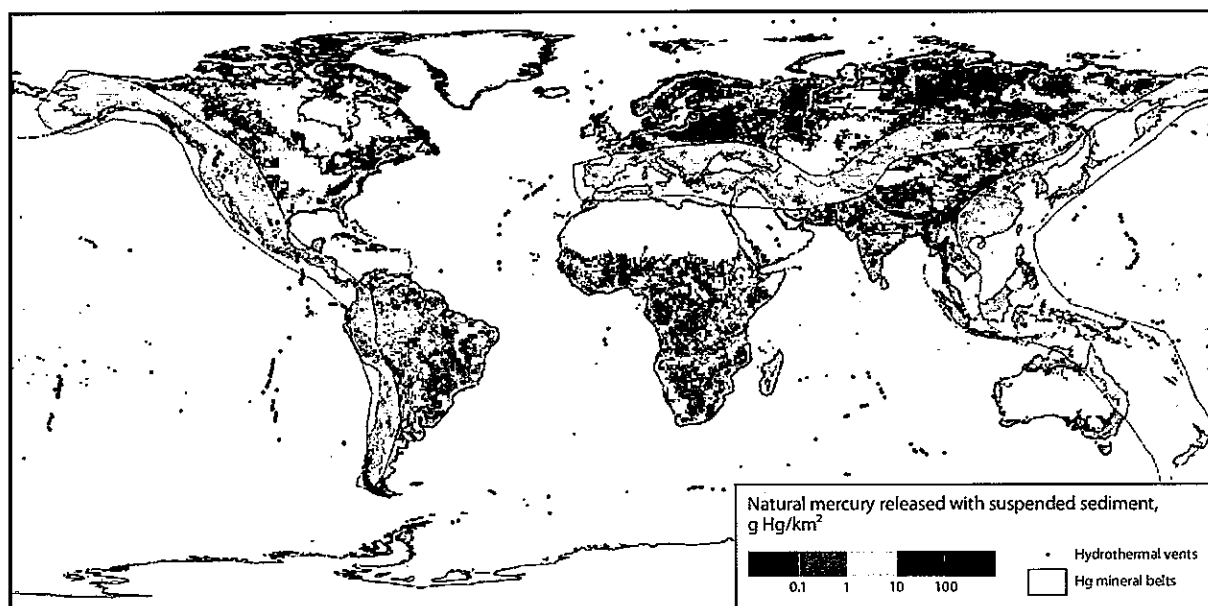 Natural mercury released with suspended sediment,
g Hg/km²
0.1 1 10 100
Hydrothermal vents
Hg mineral belts